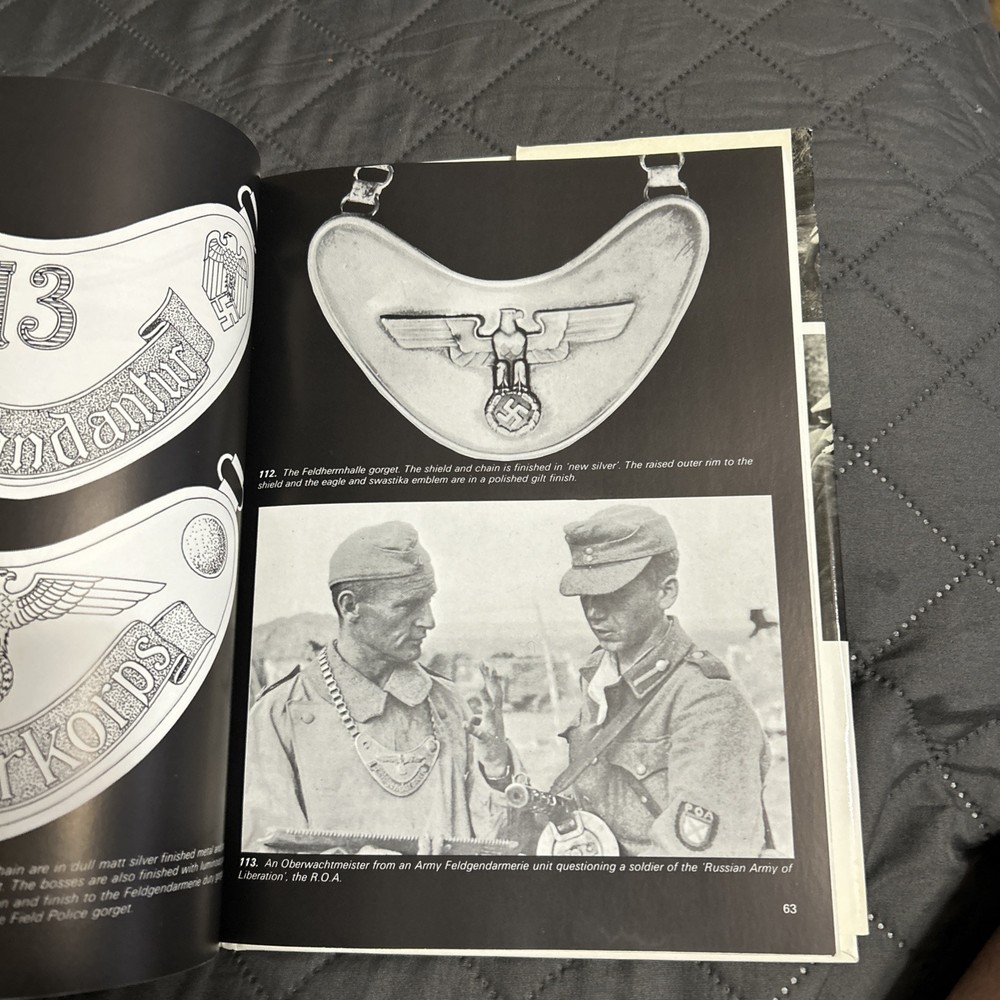 13
ndantur
rkorps
hain are in dull matt silver finished metal
The bosses are also finished with
n and finish to the Feldgendarmerie
Field Police gorget.
112. The Feldherrnhalle gorget. The shield and chain is finished in 'new silver'. The raised outer rim to the
shield and the eagle and swastika emblem are in a polished gilt finish.
POA
113. An Oberwachtmeister from an Army Feldgendarmerie unit questioning a soldier of the 'Russian Army of
Liberation', the R.O.A.
63